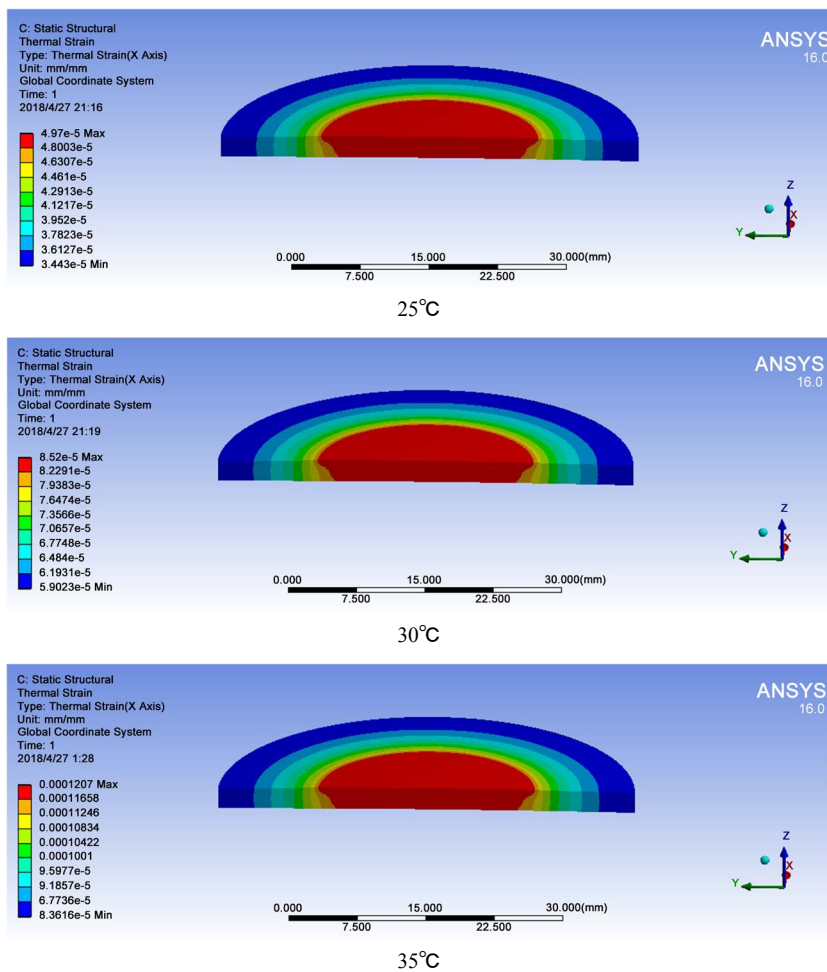 C: Static Structural
Thermal Strain
Type: Thermal Strain(X Axis)
Unit: mm/mm
Global Coordinate System
Time: 1
2018/4/27 21:16
ANSYS
16.0
4.97e-5 Max
4.8003e-5
4.6307e-5
4.461e-5
4.2913e-5
4.1217e-5
3.952e-5
3.7823e-5
3.6127e-5
3.443e-5 Min
Z
X
Y
0.000 15.000 30.000(mm)
7.500 22.500
25℃
C: Static Structural
Thermal Strain
Type: Thermal Strain(X Axis)
Unit: mm/mm
Global Coordinate System
Time: 1
2018/4/27 21:19
ANSYS
16.0
8.52e-5 Max
8.2291e-5
7.9383e-5
7.6474e-5
7.3566e-5
7.0657e-5
6.7748e-5
6.484e-5
6.1931e-5
5.9023e-5 Min
Z
X
Y
0.000 15.000 30.000(mm)
7.500 22.500
30℃
C: Static Structural
Thermal Strain
Type: Thermal Strain(X Axis)
Unit: mm/mm
Global Coordinate System
Time: 1
2018/4/27 1:28
ANSYS
16.0
0.0001207 Max
0.00011658
0.00011246
0.00010834
0.00010422
0.0001001
9.5977e-5
9.1857e-5
6.7736e-5
8.3616e-5 Min
Z
X
Y
0.000 15.000 30.000(mm)
7.500 22.500
35℃